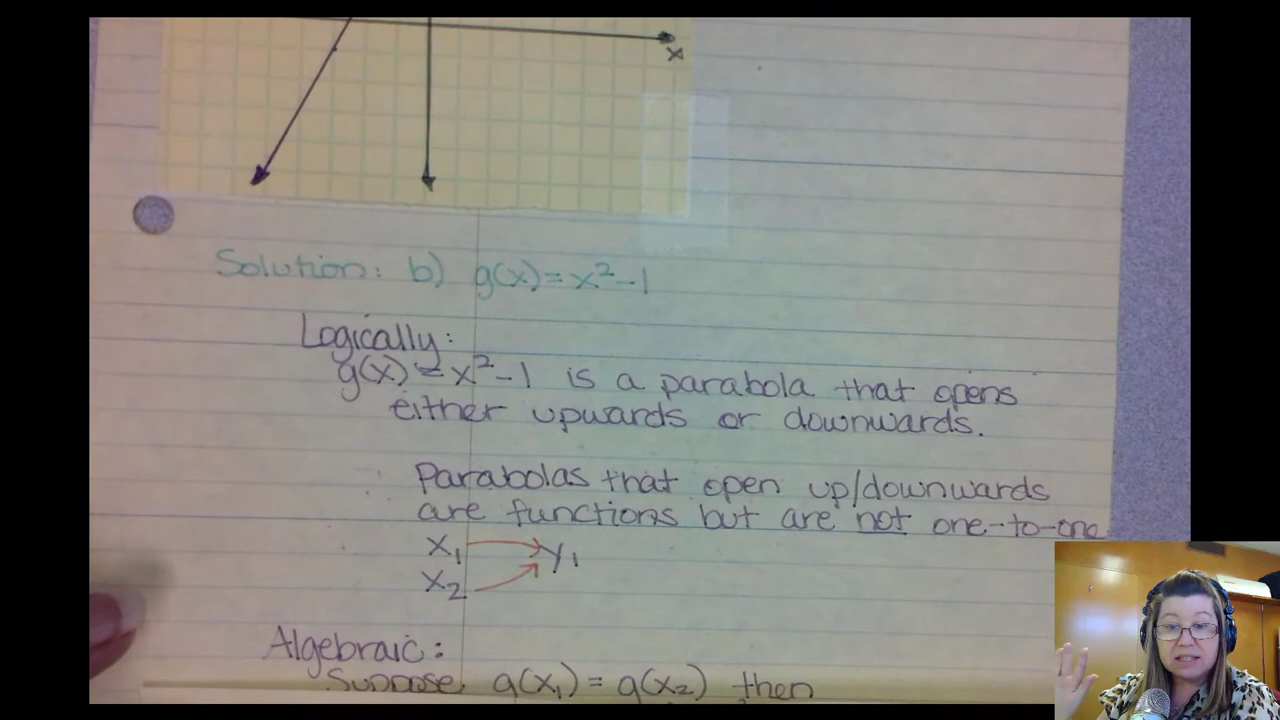 x
Solution: b) g(x)=x²-1
Logically:
g(x)=x²-1 is a parabola that opens
either upwards or downwards.
Parabolas that open up/downwards
are functions but are not one-to-one
x₁ → y₁
x₂
Algebraic:
Suppose g(x₁) = g(x₂) then